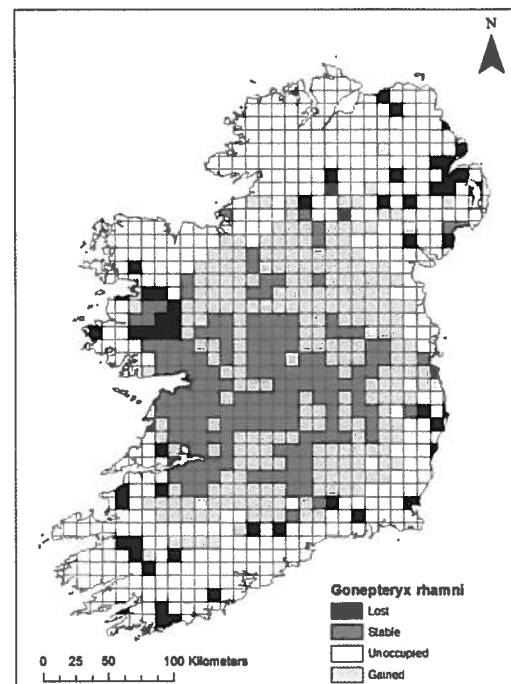 N
Gonepteryx rhamni
Lost
Stable
Unoccupied
Gained
0 25 50 100 Kilometers